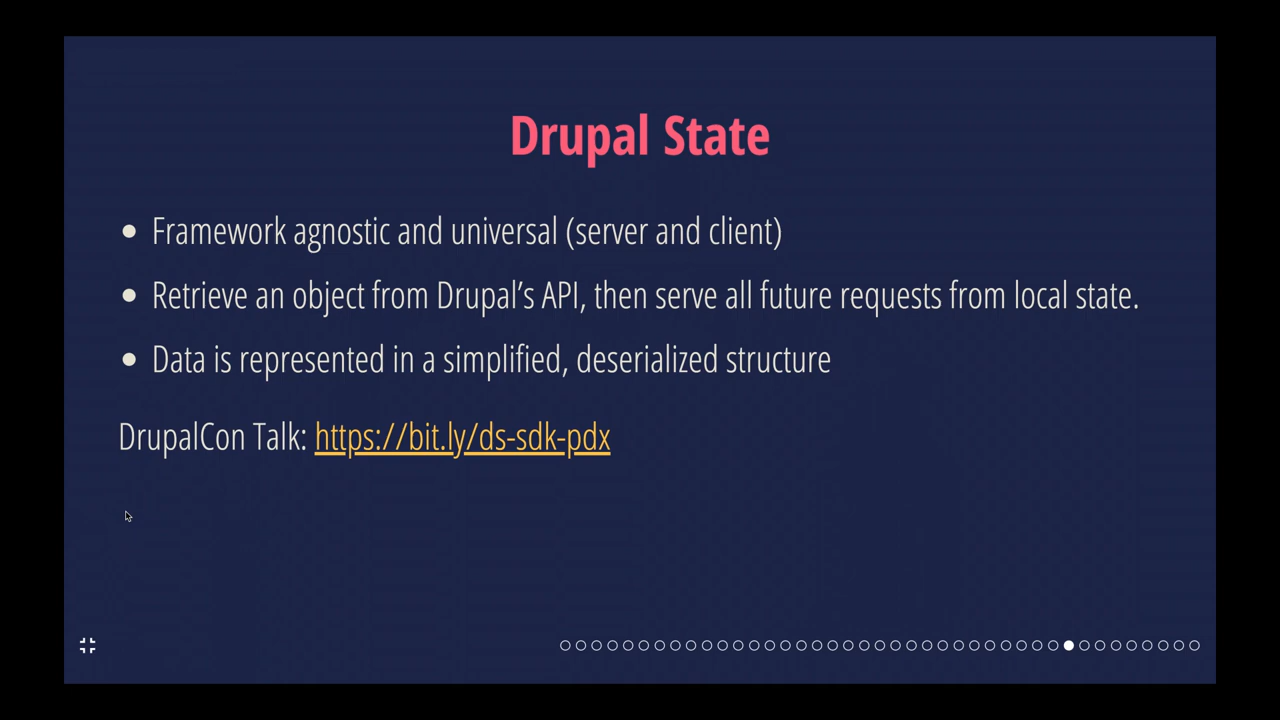 Drupal State
• Framework agnostic and universal (server and client)
• Retrieve an object from Drupal’s API, then serve all future requests from local state.
• Data is represented in a simplified, deserialized structure
DrupalCon Talk: https://bit.ly/ds-sdk-pdx